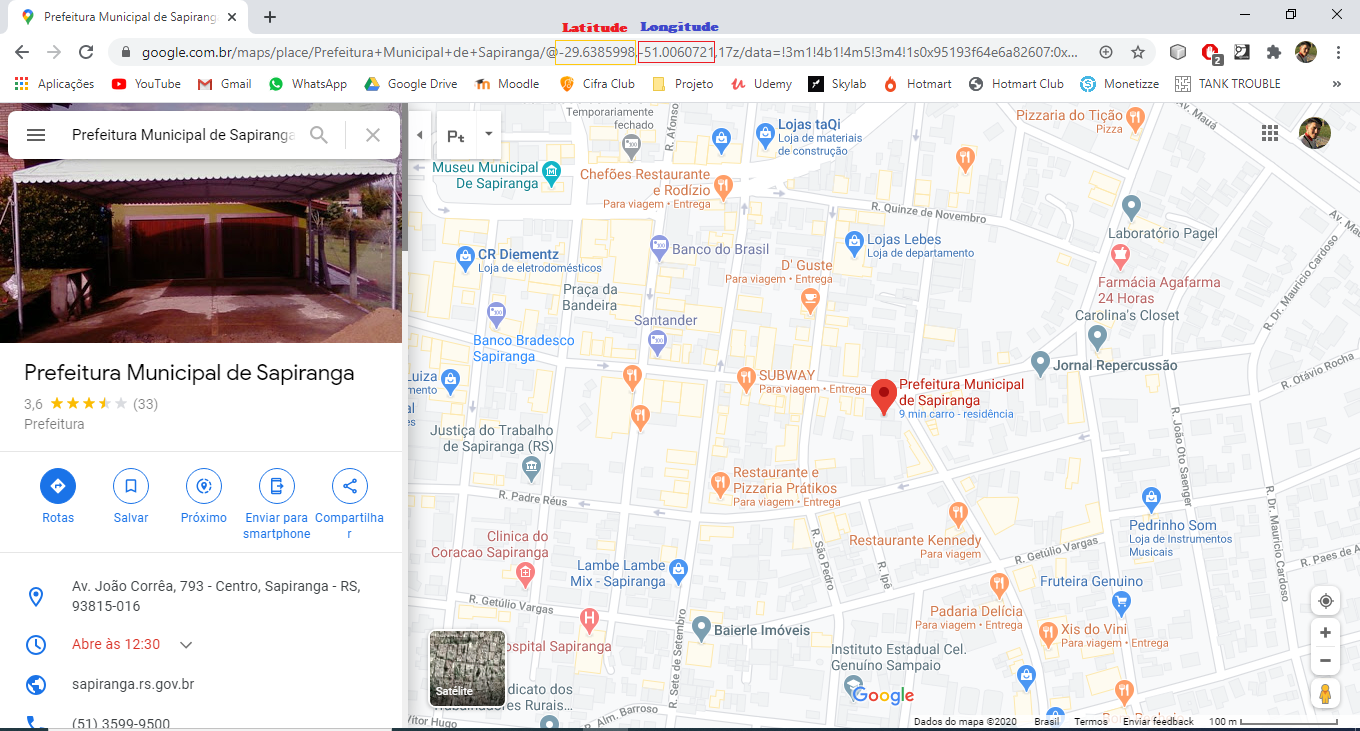 Prefeitura Municipal de Sapiranga
Latitude Longitude
google.com.br/maps/place/Prefeitura+Municipal+de+Sapiranga/@-29.6385998,-51.0060721,17z/data=!3m1!4b1!4m5!3m4!1s0x95193f64e6a82607:0x...
2
Aplicações YouTube Gmail WhatsApp Google Drive Moodle Cifra Club Projeto Udemy Skylab Hotmart Hotmart Club Monetizze TANK TROUBLE »
Prefeitura Municipal de Sapiranga
Prefeitura Municipal de Sapiranga
3,6 (33)
Prefeitura
Rotas
Salvar
Próximo
Enviar para
smartphone
Compartilha
r
Av. João Corrêa, 793 - Centro, Sapiranga - RS,
93815-016
Abre às 12:30
sapiranga.rs.gov.br
(51) 3599-9500
Pt
Temporariamente
fechado
R. Afonso
Lojas taQi
Loja de materiais
de construção
Pizzaria do Tição
Pizza
Av. Mauá
Museu Municipal
De Sapiranga
Chefões Restaurante
e Rodízio
Para viagem • Entrega
R. Quinze de Novembro
Laboratório Pagel
Av. Mau
R. Dr. Mauricio Cardoso
CR Diementz
Loja de eletrodomésticos
Banco do Brasil
Lojas Lebes
Loja de departamento
D' Guste
Para viagem • Entrega
Farmácia Agafarma
24 Horas
Carolina's Closet
Praça da
Bandeira
Santander
Banco Bradesco
Sapiranga
Jornal Repercussão
R. Otávio Rocha
Luiza
mento
al
es
SUBWAY
Para viagem • Entrega
Prefeitura Municipal
de Sapiranga
9 min carro - residência
Justiça do Trabalho
de Sapiranga (RS)
R. João Oto Saenger
Restaurante e
Pizzaria Prátikos
Para viagem • Entrega
R. Padre Réus
R. Dr. Mauricio Cardoso
Pedrinho Som
Loja de Instrumentos
Musicais
Clinica do
Coracao Sapiranga
Restaurante Kennedy
Para viagem
R. Getúlio Vargas
R. Paes de A
R. São Pedro
R. Ipê
Lambe Lambe
Mix - Sapiranga
Fruteira Genuino
R. Getúlio Vargas
Padaria Delícia
Para viagem • Entrega
H
ospital Sapiranga
R. Sete de Setembro
Baierle Imóveis
Xis do Vini
Para viagem • Entrega
Instituto Estadual Cel.
Genuíno Sampaio
Satélite
dicato dos
Trabalhadores Rurais...
Vitor Hugo
R. Alm. Barroso
Google
Dados do mapa ©2020 Brasil Termos Enviar feedback 100 m